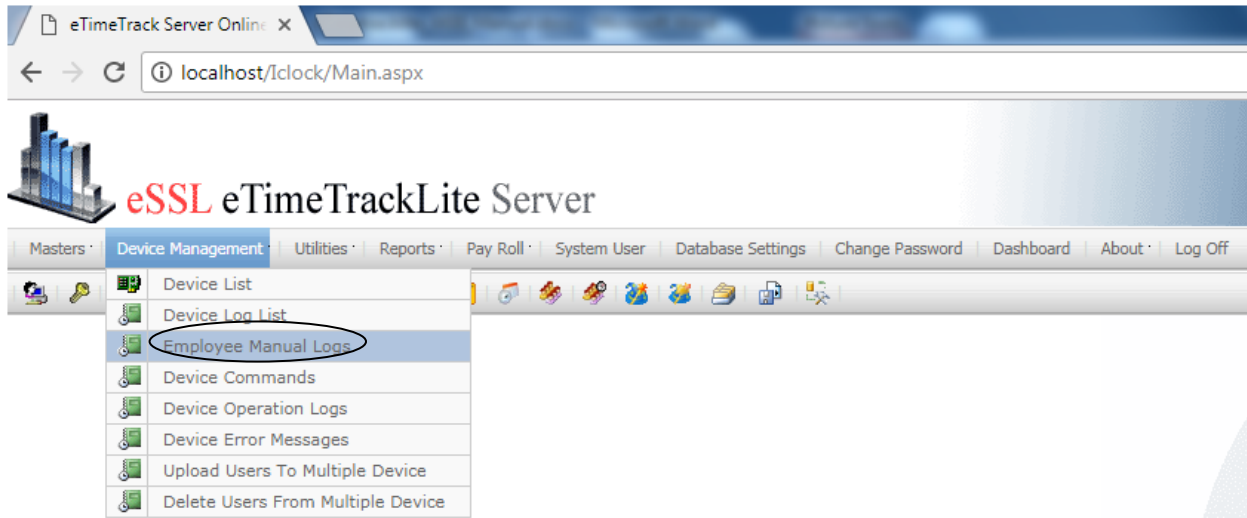 eTimeTrack Server Online
localhost/Iclock/Main.aspx
eSSL eTimeTrackLite Server
Masters Device Management Utilities Reports Pay Roll System User Database Settings Change Password Dashboard About Log Off
Device List
Device Log List
Employee Manual Logs
Device Commands
Device Operation Logs
Device Error Messages
Upload Users To Multiple Device
Delete Users From Multiple Device